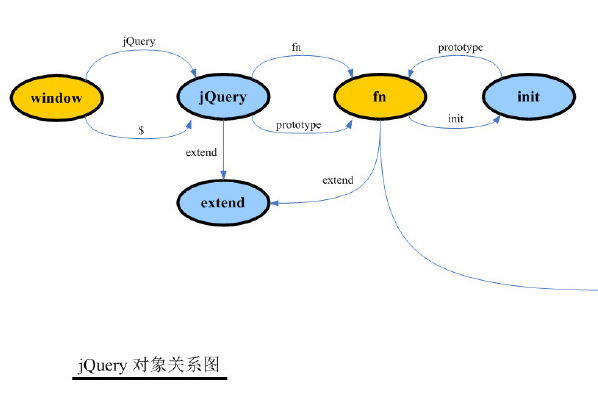 jQuery
fn
prototype
window
jQuery
fn
init
$
prototype
init
extend
extend
extend
jQuery 对象关系图